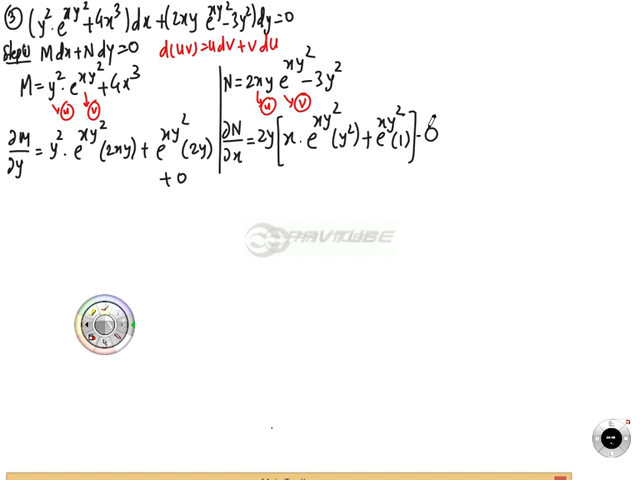 ③ (y²·e^{xy²}+4x³)dx+(2xy e^{xy²}-3y²)dy=0
Step① Mdx+Ndy=0 d(uv)=udv+vdu
M=y²·e^{xy²}+4x³
u v
∂M/∂y = y²·e^{xy²}(2xy)+e^{xy²}(2y)
+0
N=2xy e^{xy²}-3y²
u v
∂N/∂x =2y[x·e^{xy²}(y²)+e^{xy²}(1)]-0